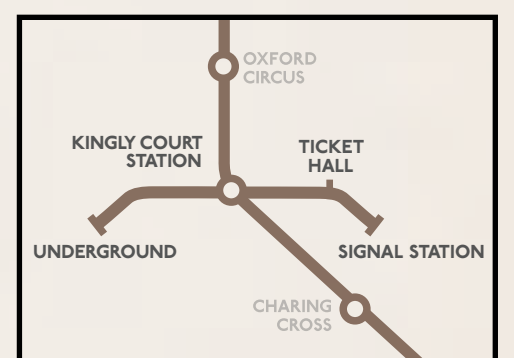 OXFORD
CIRCUS
KINGLY COURT
STATION
TICKET
HALL
UNDERGROUND
SIGNAL STATION
CHARING
CROSS